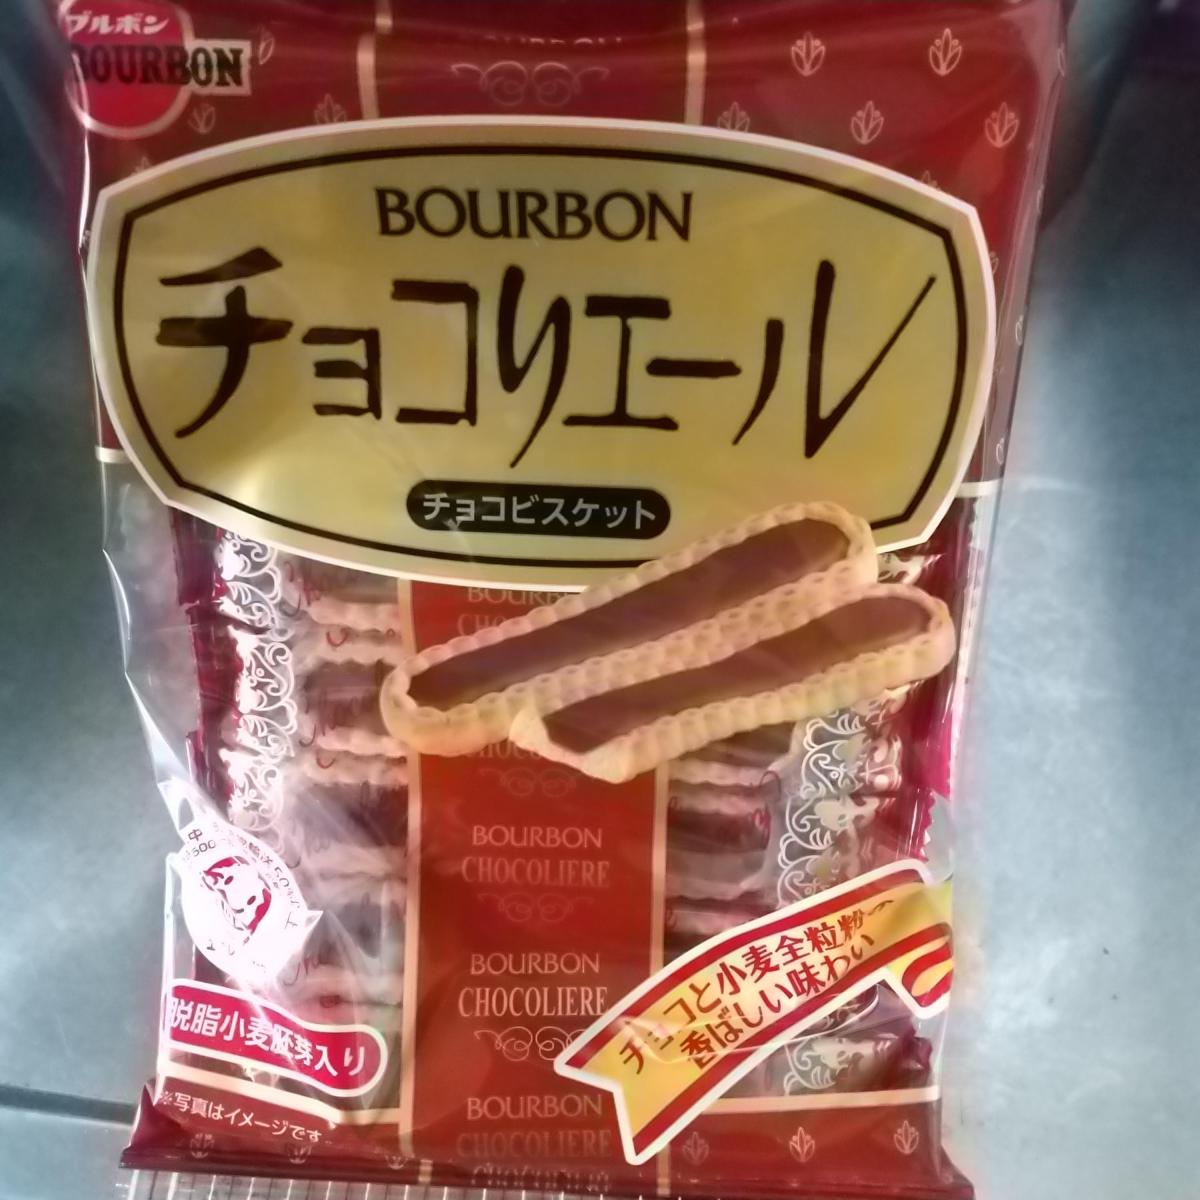 ブルボン
BOURBON
BOURBON
チョコリエール
チョコビスケット
BOURBON
BOURBON
CHOCOLIERE
BOURBON
CHOCOLIERE
チョコと小麦全粒粉の
香ばしい味わい
脱脂小麦胚芽入り
※写真はイメージです。
BOURBON
CHOCOLIERE
CHOCOLIERE